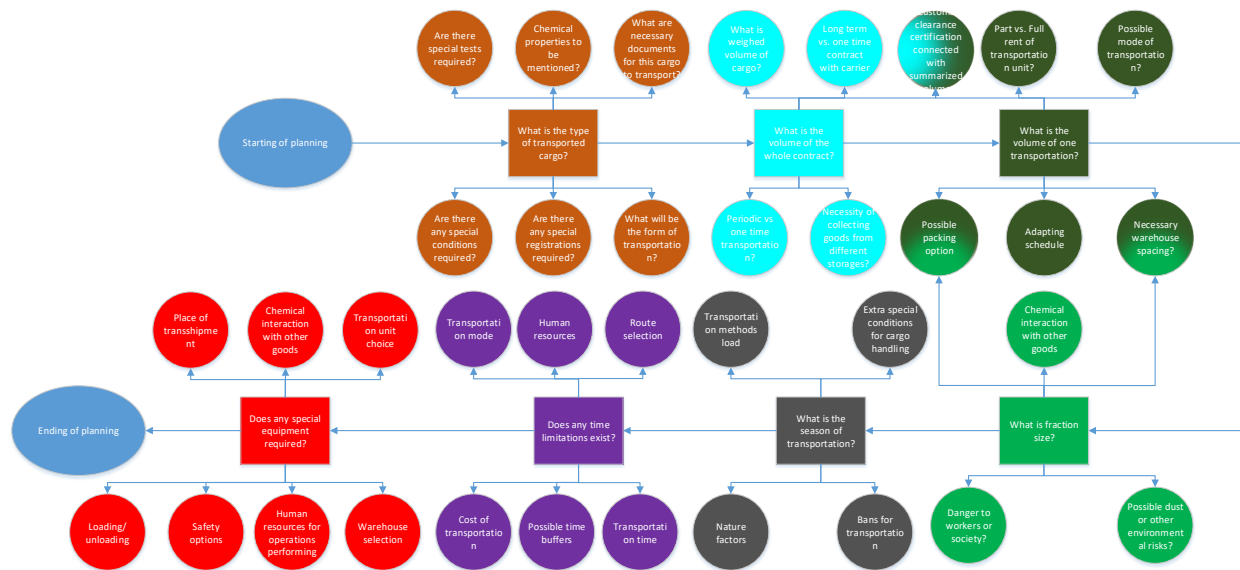 Are there
special tests
required?
Chemical
properties to
be
mentioned?
What are
necessary
documents
for this cargo
to transport?
What is
weighed
volume of
cargo?
Long term
vs. one time
contract
with carrier
clearance
certification
connected
with
summarized
Part vs. Full
rent of
transportatio
n unit?
Possible
mode of
transportatio
n?
Starting of planning
What is the type
of transported
cargo?
What is the
volume of the
whole contract?
What is the
volume of one
transportation?
Are there
any special
conditions
required?
Are there
any special
registrations
required?
What will be
the form of
transportatio
n?
Periodic vs.
one time
transportatio
n?
Necessity of
collecting
goods from
different
storages?
Possible
packing
option
Adapting
schedule
Necessary
warehouse
spacing?
Place of
transshipme
nt
Chemical
interaction
with other
goods
Transportati
on unit
choice
Transportati
on mode
Human
resources
Route
selection
Transportati
on methods
load
Extra special
conditions
for cargo
handling
Chemical
interaction
with other
goods
Ending of planning
Does any special
equipment
required?
Does any time
limitations exist?
What is the
season of
transportation?
What is fraction
size?
Loading/
unloading
Safety
options
Human
resources for
operations
performing
Warehouse
selection
Cost of
transportatio
n
Possible time
buffers
Transportati
on time
Nature
factors
Bans for
transportatio
n
Danger to
workers or
society?
Possible dust
or other
environment
al risks?